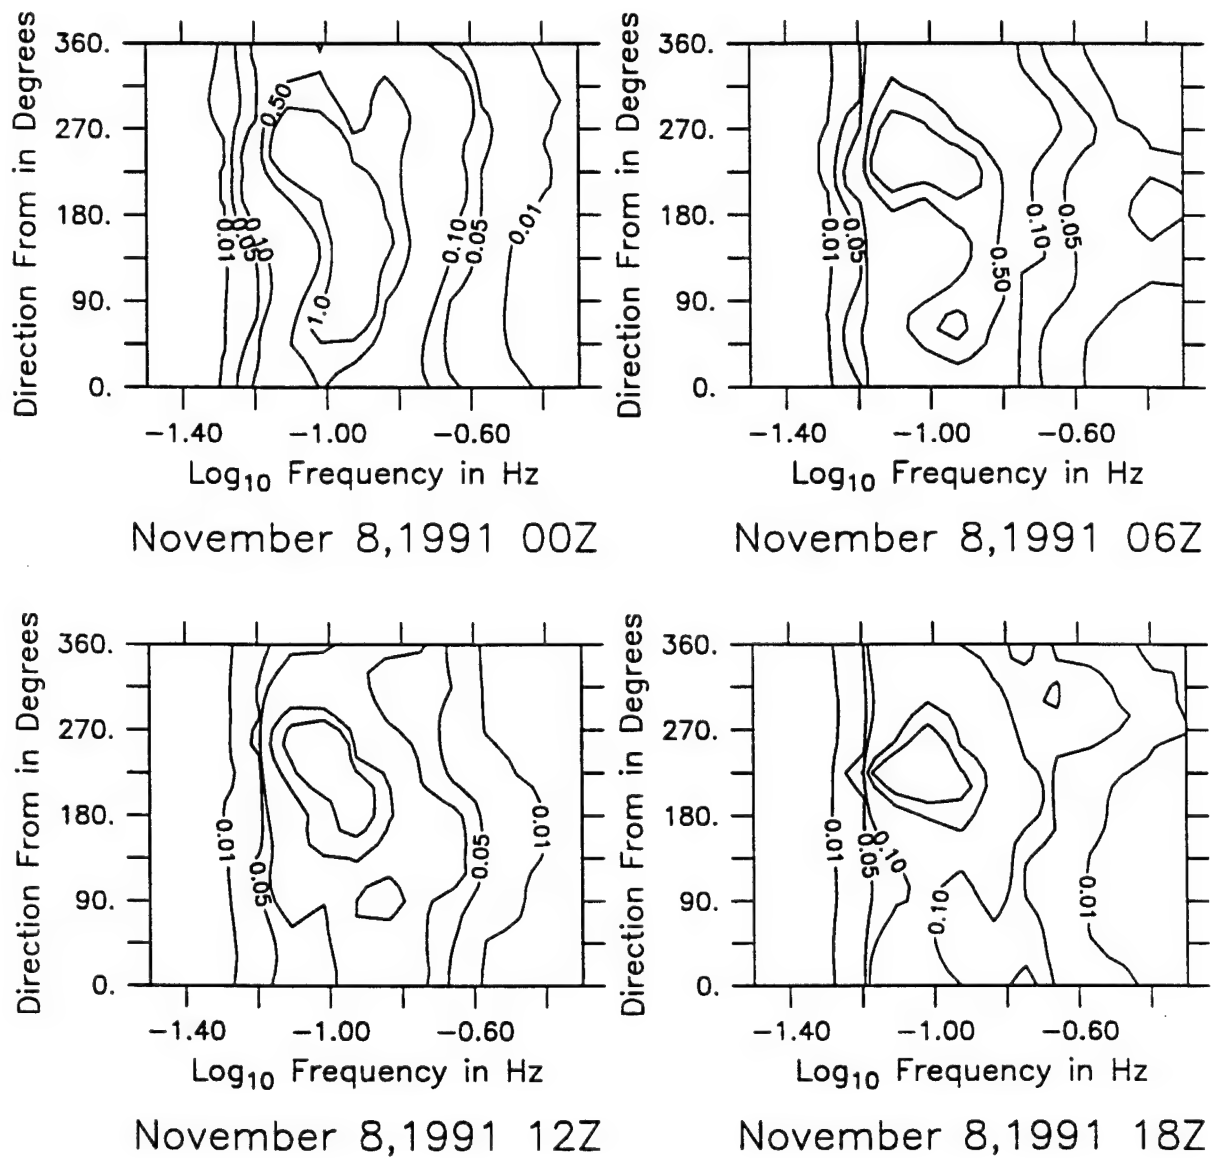 Direction From in Degrees
360.
270.
180.
90.
0.
0.50
1.0
0.01
0.05
0.10
0.10
0.05
0.01
−1.40 −1.00 −0.60
Log10 Frequency in Hz
November 8,1991 00Z
Direction From in Degrees
360.
270.
180.
90.
0.
0.01
0.05
0.50
0.10
0.05
−1.40 −1.00 −0.60
Log10 Frequency in Hz
November 8,1991 06Z
Direction From in Degrees
360.
270.
180.
90.
0.
0.01
0.05
0.05
0.01
−1.40 −1.00 −0.60
Log10 Frequency in Hz
November 8,1991 12Z
Direction From in Degrees
360.
270.
180.
90.
0.
0.01
0.05
0.10
0.10
0.01
−1.40 −1.00 −0.60
Log10 Frequency in Hz
November 8,1991 18Z